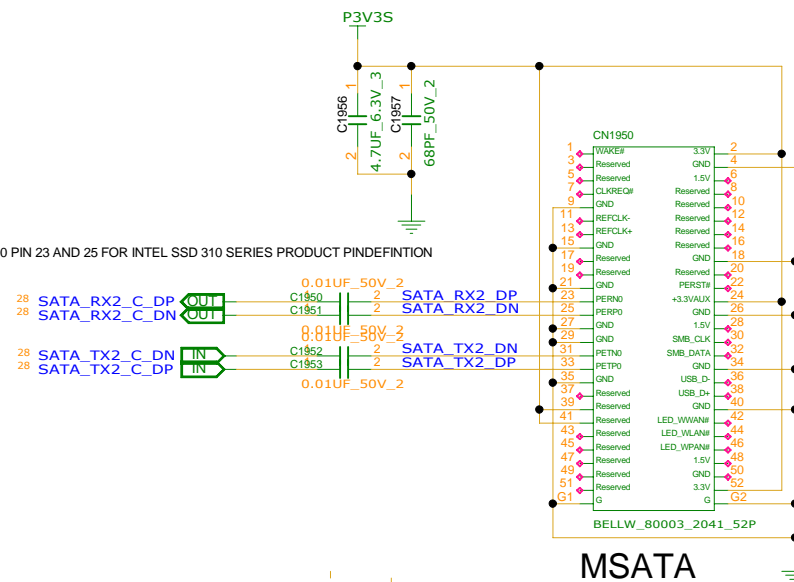 P3V3S
1
C1956
4.7UF_6.3V_3
2
1
C1957
68PF_50V_2
2
0 PIN 23 AND 25 FOR INTEL SSD 310 SERIES PRODUCT PINDEFINTION
0.01UF_50V_2
28 SATA_RX2_C_DP OUT C1950 2 SATA_RX2_DP
28 SATA_RX2_C_DN OUT C1951 2 SATA_RX2_DN
0.01UF_50V_2
0.01UF_50V_2
28 SATA_TX2_C_DN IN C1952 2 SATA_TX2_DN
28 SATA_TX2_C_DP IN C1953 2 SATA_TX2_DP
0.01UF_50V_2
CN1950
1 WAKE# 3.3V 2
3 Reserved GND 4
5 Reserved 1.5V 6
7 CLKREQ# Reserved 8
9 GND Reserved 10
11 REFCLK- Reserved 12
13 REFCLK+ Reserved 14
15 GND Reserved 16
17 Reserved GND 18
19 Reserved Reserved 20
21 GND PERST# 22
23 PERN0 +3.3VAUX 24
25 PERP0 GND 26
27 GND 1.5V 28
29 GND SMB_CLK 30
31 PETN0 SMB_DATA 32
33 PETP0 GND 34
35 GND USB_D- 36
37 Reserved USB_D+ 38
39 Reserved GND 40
41 Reserved LED_WWAN# 42
43 Reserved LED_WLAN# 44
45 Reserved LED_WPAN# 46
47 Reserved 1.5V 48
49 Reserved GND 50
51 Reserved 3.3V 52
G1 G G G2
BELLW_80003_2041_52P
MSATA